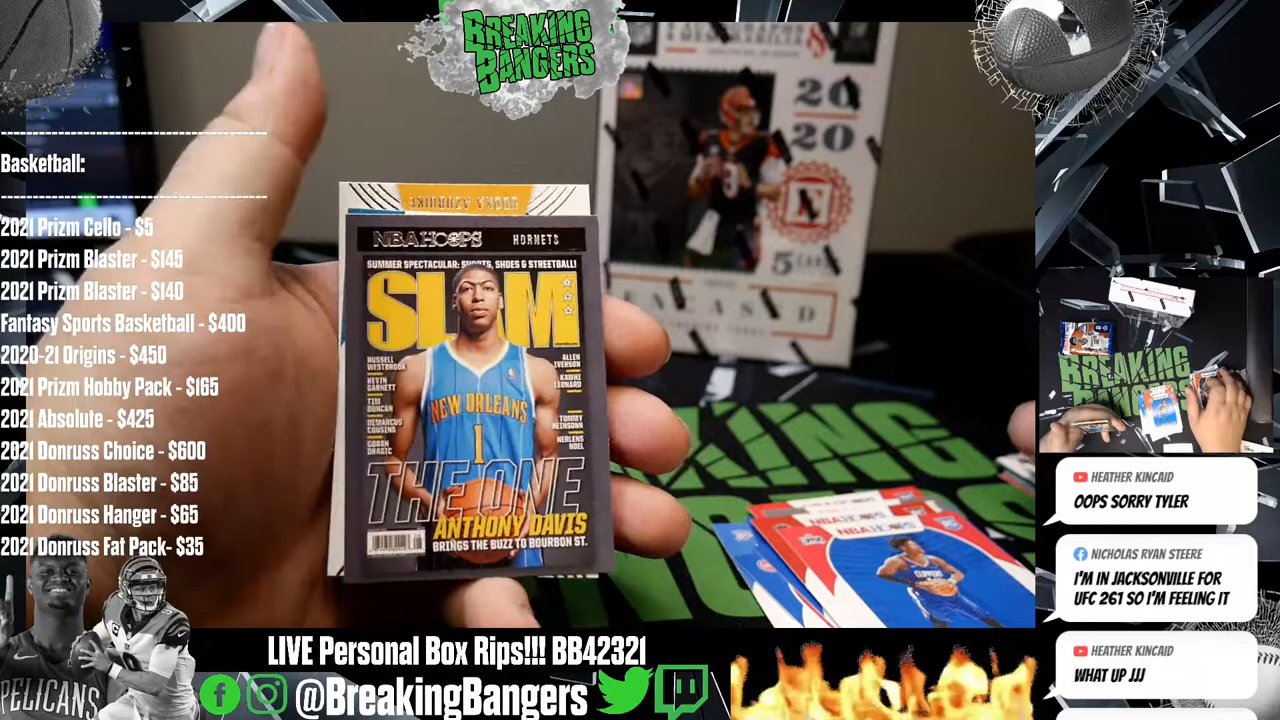 BREAKING
BANGERS
Basketball:
2021 Prizm Cello - $5
2021 Prizm Blaster - $145
2021 Prizm Blaster - $140
Fantasy Sports Basketball - $400
2020-21 Origins - $450
2021 Prizm Hobby Pack - $165
2021 Absolute - $425
2021 Donruss Choice - $600
2021 Donruss Blaster - $85
2021 Donruss Hanger - $65
2021 Donruss Fat Pack- $35
20
20
N
NBA HOOPS HORNETS
SUMMER SPECTACULAR: SHORTS, SHOES & STREETBALL!
SLAM
RUSSELL
WESTBROOK
KEVIN
GARNETT
TIM
DUNCAN
DEMARCUS
COUSINS
GORAN
DRAGIC
ALLEN
IVERSON
KAWHI
LEONARD
TOMMY
HEINSOHN
NERLENS
NOEL
NEW ORLEANS
1
THE ONE
ANTHONY DAVIS
BRINGS THE BUZZ TO BOURBON ST.
NBA HOOPS
CLIPPERS
BREAKING
HEATHER KINCAID
OOPS SORRY TYLER
NICHOLAS RYAN STEERE
I'M IN JACKSONVILLE FOR
UFC 261 SO I'M FEELING IT
HEATHER KINCAID
WHAT UP JJJ
PELICANS
LIVE Personal Box Rips!!! BB42321
@BreakingBangers